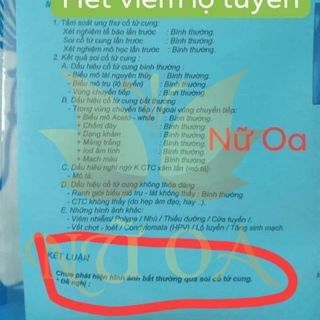 Hết viêm lộ tuyến
1. Tầm soát ung thư cổ tử cung:
Xét nghiệm tế bào lần trước : Bình thường.
Soi cổ tử cung lần trước : Bình thường.
Xét nghiệm mô học lần trước : Bình thường.
2. Kết quả soi cổ tử cung :
A. Dấu hiệu cổ tử cung bình thường :
- Biểu mô lát nguyên thủy : Bình thường.
- Biểu mô trụ (lộ tuyến) : Bình thường.
- Vùng chuyển tiếp : Bình thường.
B. Dấu hiệu cổ tử cung bất thường :
- Trong vùng chuyển tiếp / Ngoài vùng chuyển tiếp:
+ Biểu mô Aceto - white : Bình thường
+ Chấm đáy : Bình thường
+ Dạng khảm : Bình thường
+ Mảng trắng : Bình thường
+ Iod âm tính : Bình thường
+ Mạch máu : Bình thường
Nữ Oa
C. Dấu hiệu nghi ngờ K CTC xâm lấn (mô tả):
- Mô tả:
D. Dấu hiệu cổ tử cung không thỏa đáng
- Ranh giới biểu mô trụ - lát không thấy : Bình thường
- CTC không thấy (do hẹp âm đạo, hay ..).
E. Những hình ảnh khác:
- Viêm nhiễm/ Polype / Nhú / Thiểu dưỡng / Cửa tuyến /.
- Vết chợt - loét / Condylomata (HPV) / Lộ tuyến / Tăng sinh mạch.
NỮ OA
KẾT LUẬN
Chưa phát hiện hình ảnh bất thường qua soi cổ tử cung.
* Đề nghị :